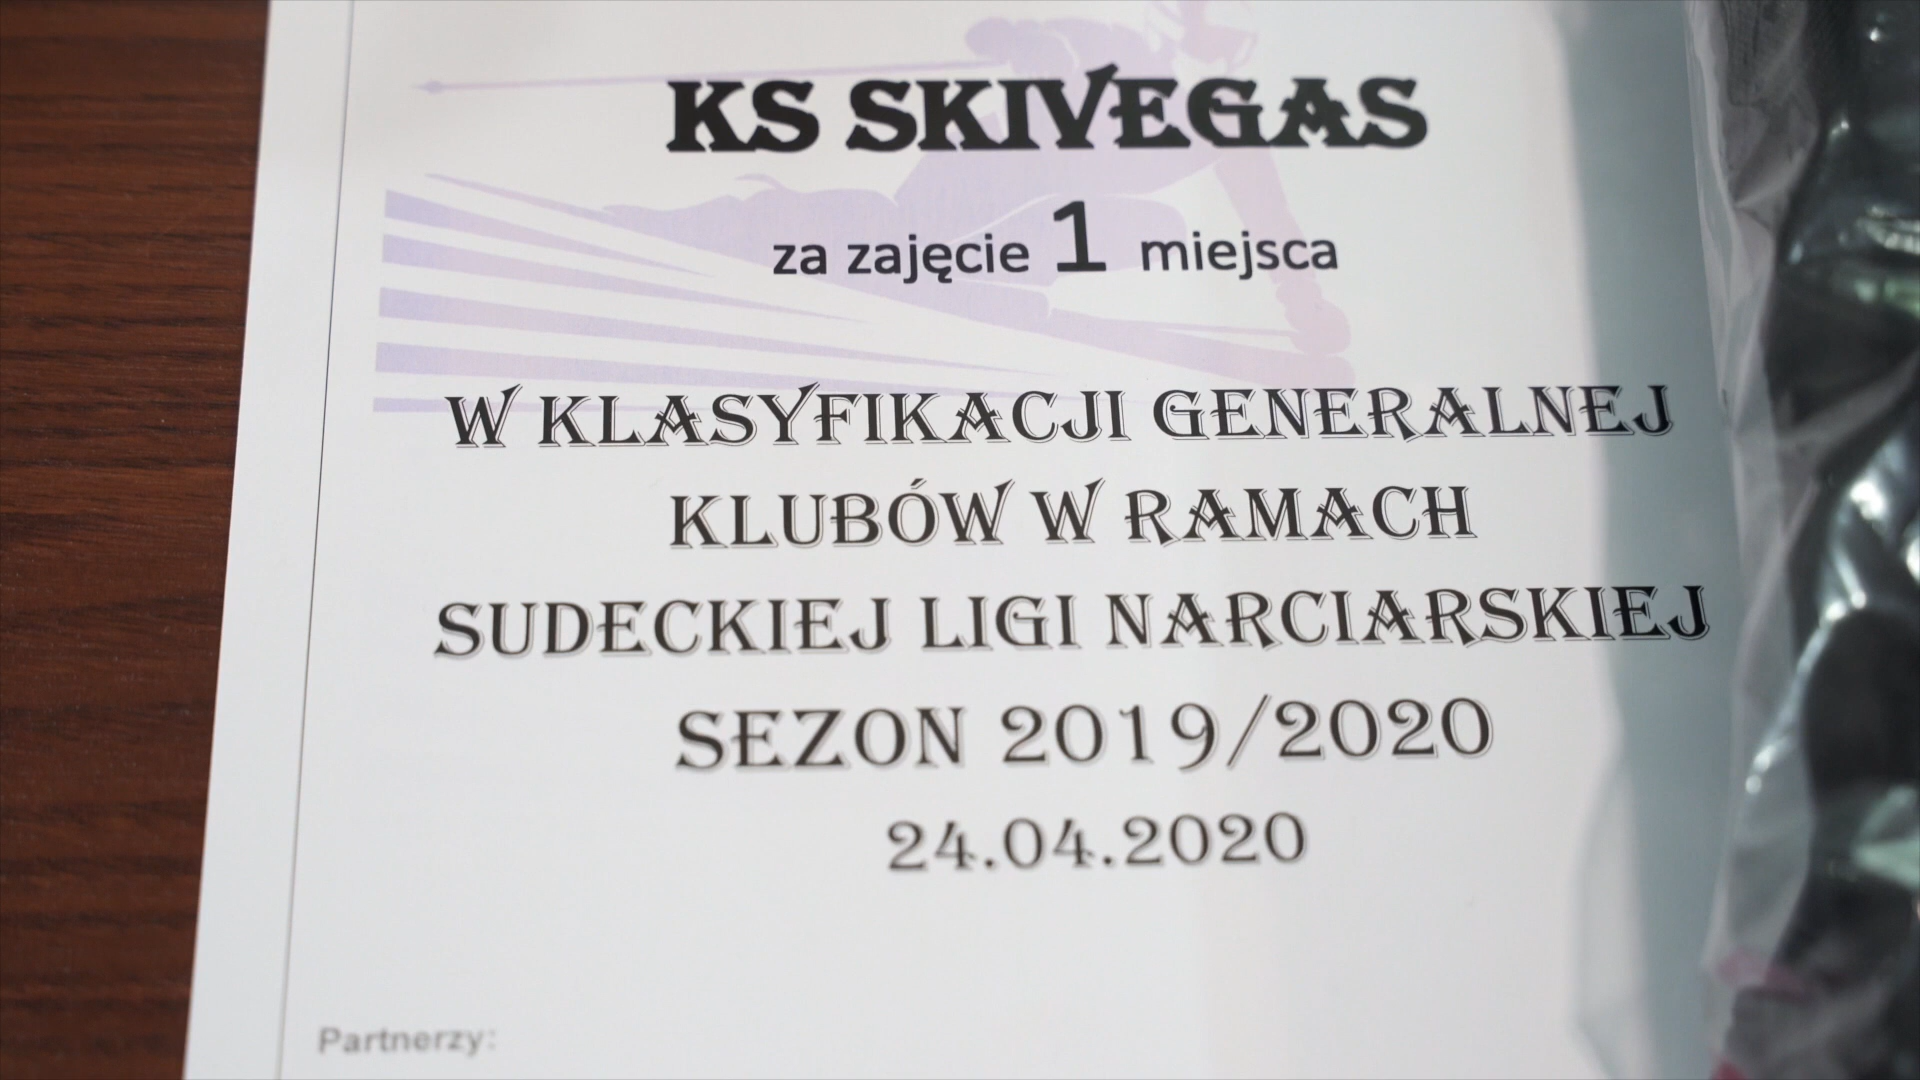 KS SKIVEGAS
za zajęcie 1 miejsca
W KLASYFIKACJI GENERALNEJ
KLUBÓW W RAMACH
SUDECKIEJ LIGI NARCIARSKIEJ
SEZON 2019/2020
24.04.2020
Partnerzy: